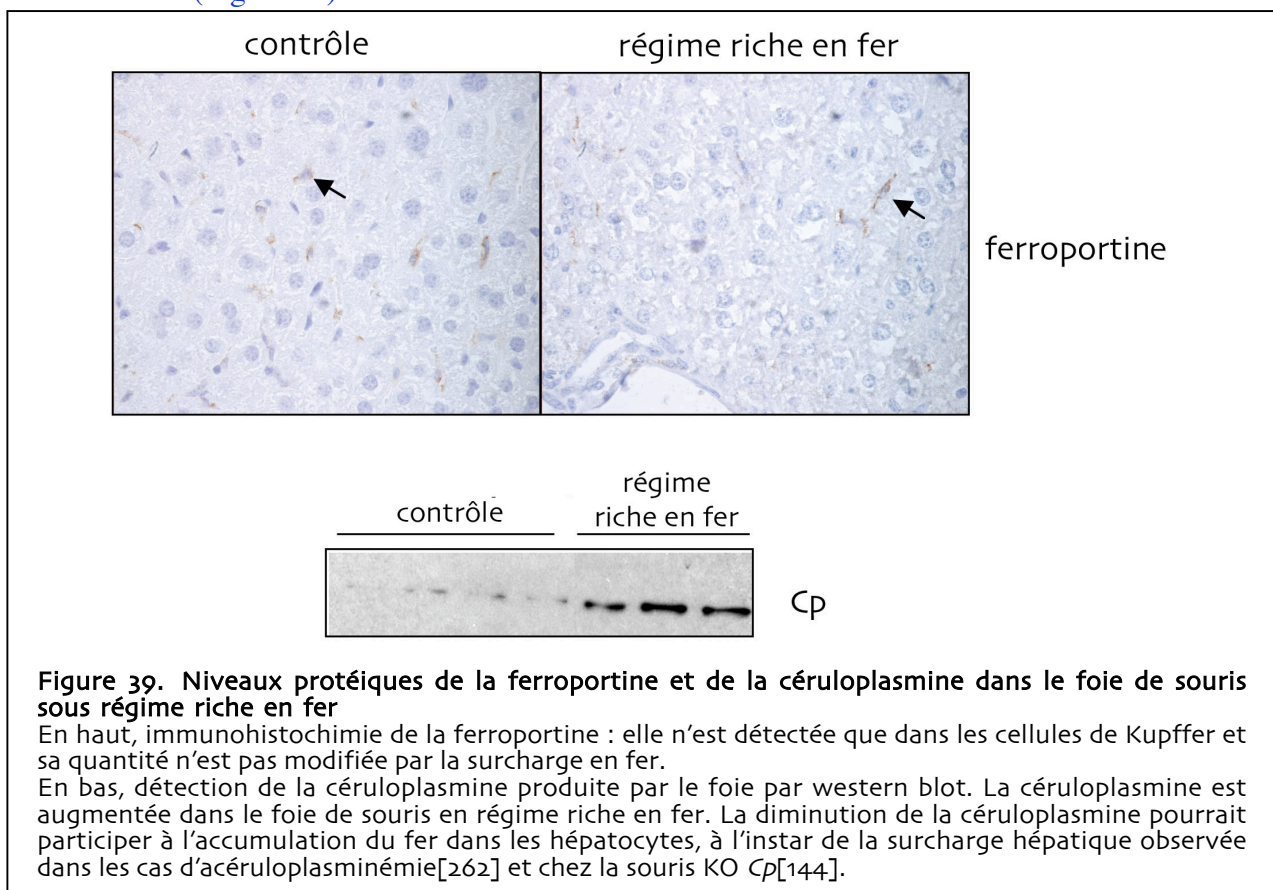 contrôle
régime riche en fer
ferroportine
contrôle
régime
riche en fer
Cp
Figure 39. Niveaux protéiques de la ferroportine et de la céruloplasmine dans le foie de souris
sous régime riche en fer
En haut, immunohistochimie de la ferroportine : elle n'est détectée que dans les cellules de Kupffer et
sa quantité n'est pas modifiée par la surcharge en fer.
En bas, détection de la céruloplasmine produite par le foie par western blot. La céruloplasmine est
augmentée dans le foie de souris en régime riche en fer. La diminution de la céruloplasmine pourrait
participer à l'accumulation du fer dans les hépatocytes, à l'instar de la surcharge hépatique observée
dans les cas d'acéruloplasminémie[262] et chez la souris KO Cp[144].